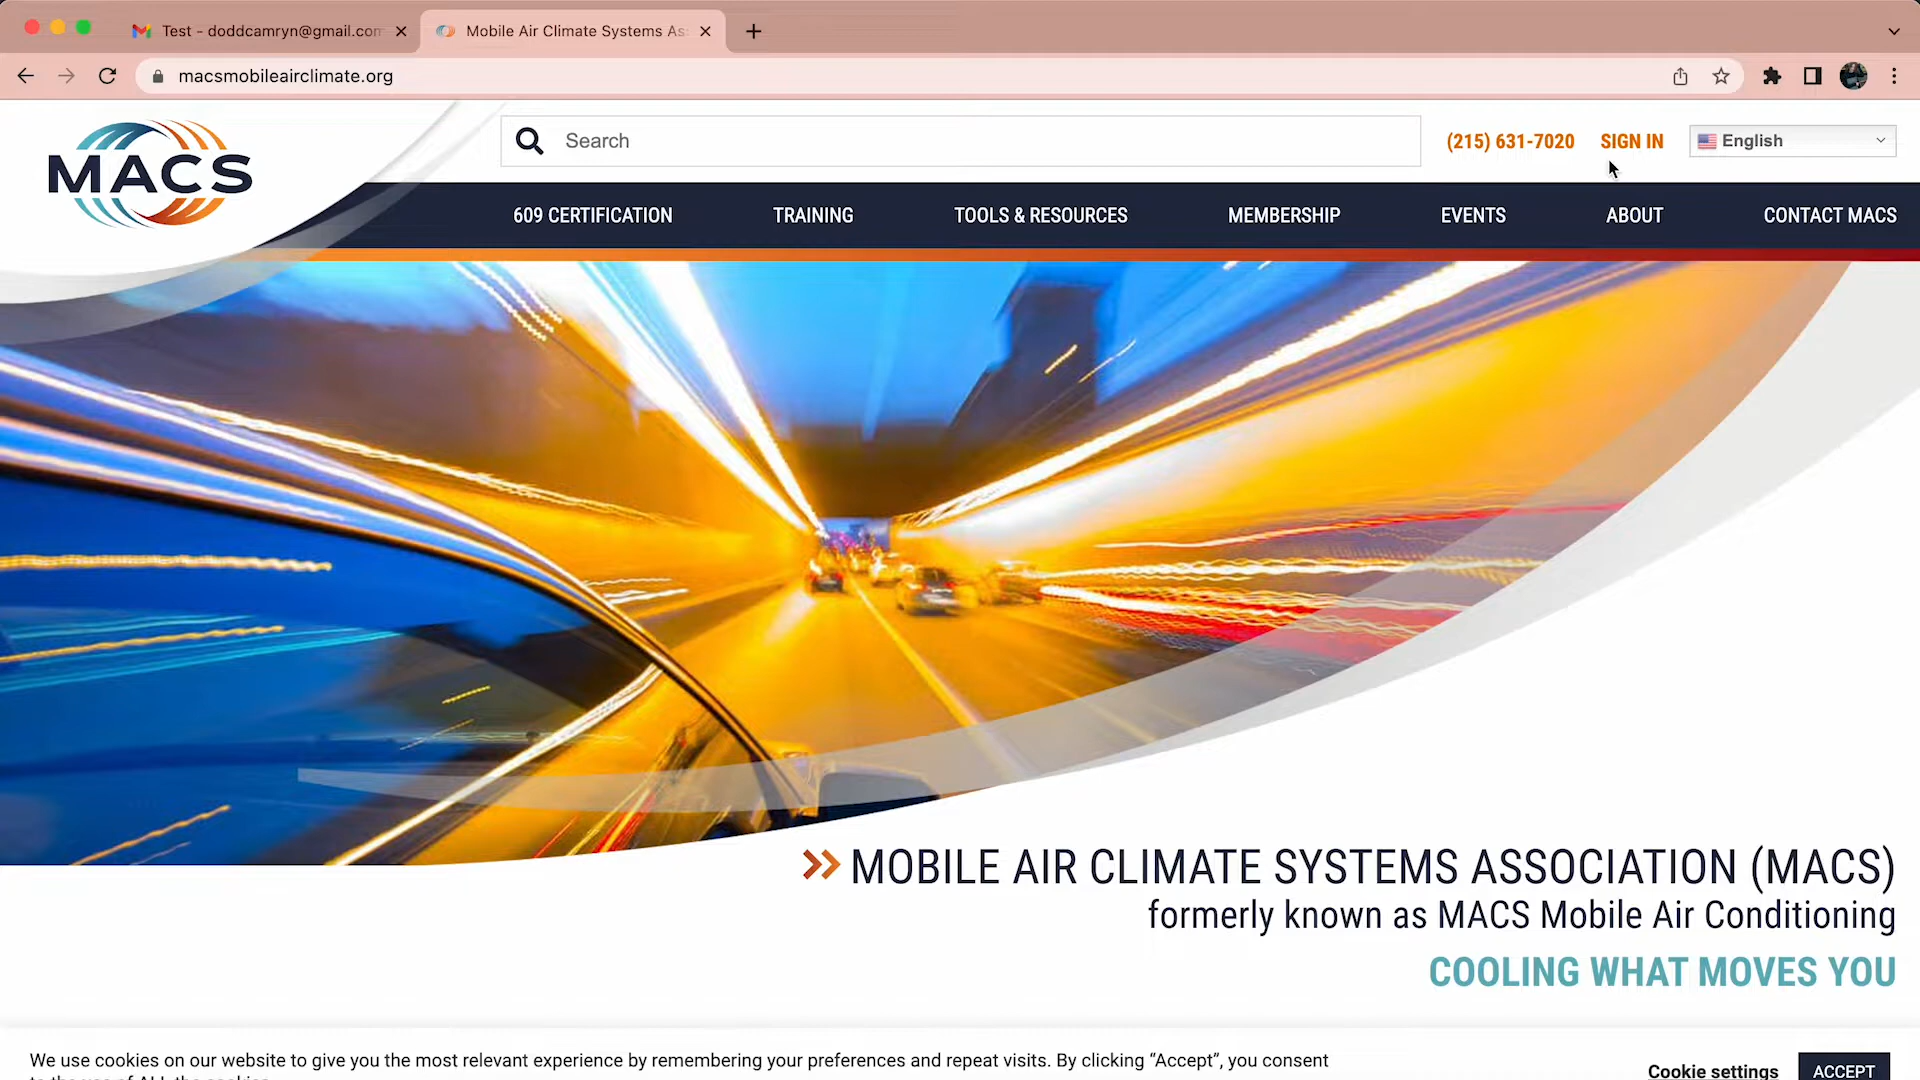 Test - doddcamryn@gmail.com
Mobile Air Climate Systems As
macsmobileairclimate.org
MACS
Search
(215) 631-7020
SIGN IN
English
609 CERTIFICATION
TRAINING
TOOLS & RESOURCES
MEMBERSHIP
EVENTS
ABOUT
CONTACT MACS
MOBILE AIR CLIMATE SYSTEMS ASSOCIATION (MACS)
formerly known as MACS Mobile Air Conditioning
COOLING WHAT MOVES YOU
We use cookies on our website to give you the most relevant experience by remembering your preferences and repeat visits. By clicking “Accept”, you consent
to the use of ALL the cookies.
Cookie settings
ACCEPT